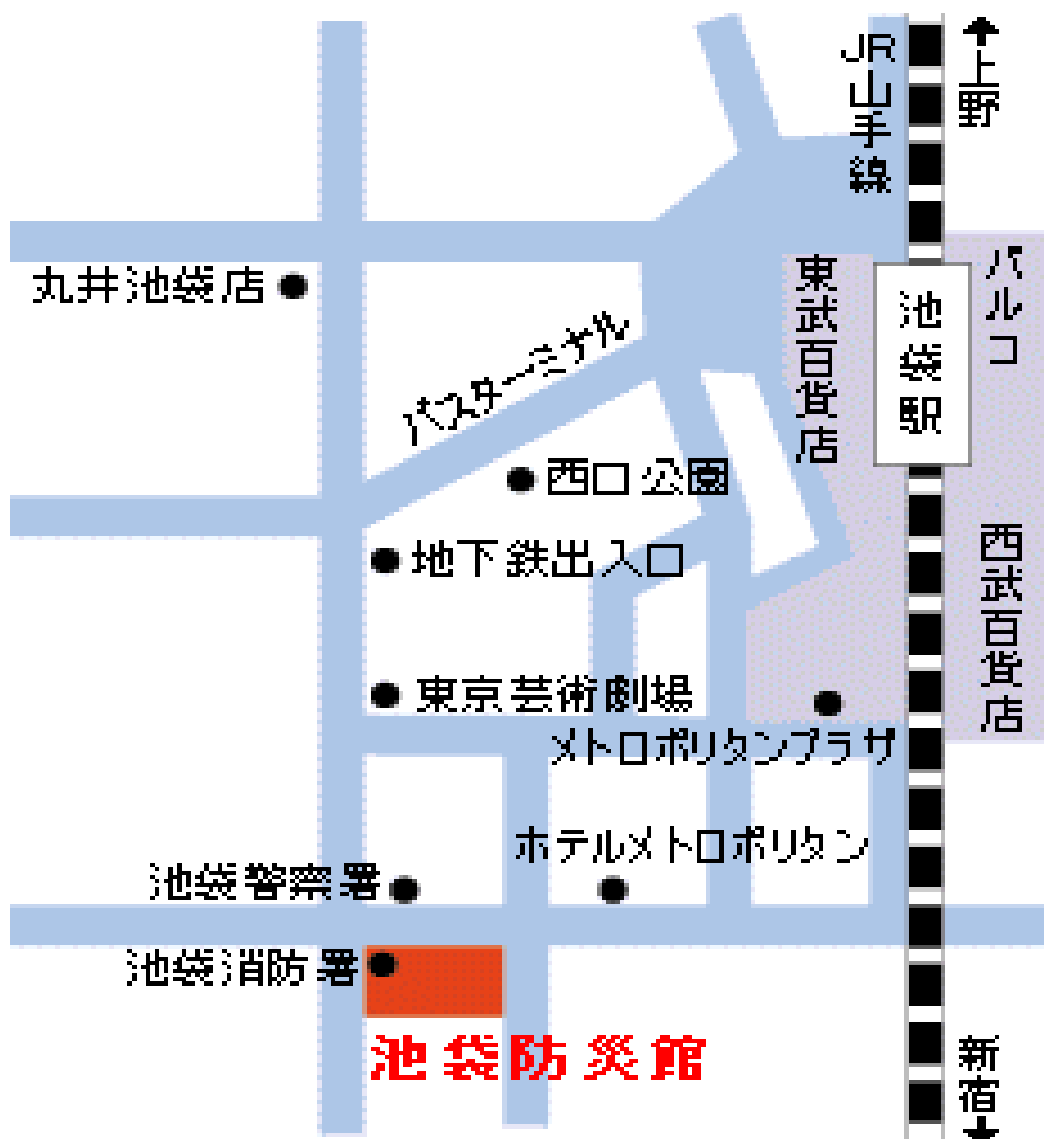 JR山手線
↑上野
丸井池袋店
バスターミナル
東武百貨店
池袋駅
パルコ
西口公園
地下鉄出入口
西武百貨店
東京芸術劇場
メトロポリタンプラザ
ホテルメトロポリタン
池袋警察署
池袋消防署
池袋防災館
新宿↓